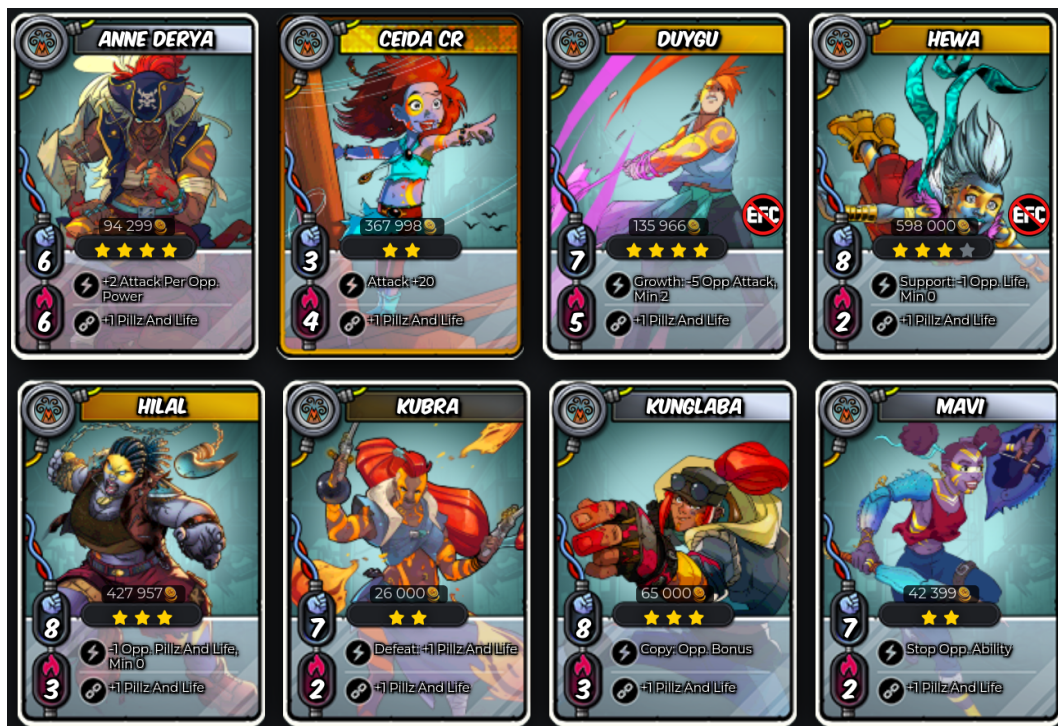 ANNE DERYA
94 299
6
+2 Attack Per Opp.
Power
6
+1 Pillz And Life
CEIDA CR
367 998
3
Attack +20
4
+1 Pillz And Life
DUYGU
EFC
135 966
7
Growth: -5 Opp Attack,
Min 2
5
+1 Pillz And Life
HEWA
EFC
598 000
8
Support: -1 Opp. Life,
Min 0
2
+1 Pillz And Life
HILAL
427 957
8
-1 Opp. Pillz And Life,
Min 0
3
+1 Pillz And Life
KUBRA
26 000
7
Defeat: +1 Pillz And Life
2
+1 Pillz And Life
KUNGLABA
65 000
8
Copy: Opp. Bonus
3
+1 Pillz And Life
MAVI
42 399
7
Stop Opp. Ability
2
+1 Pillz And Life